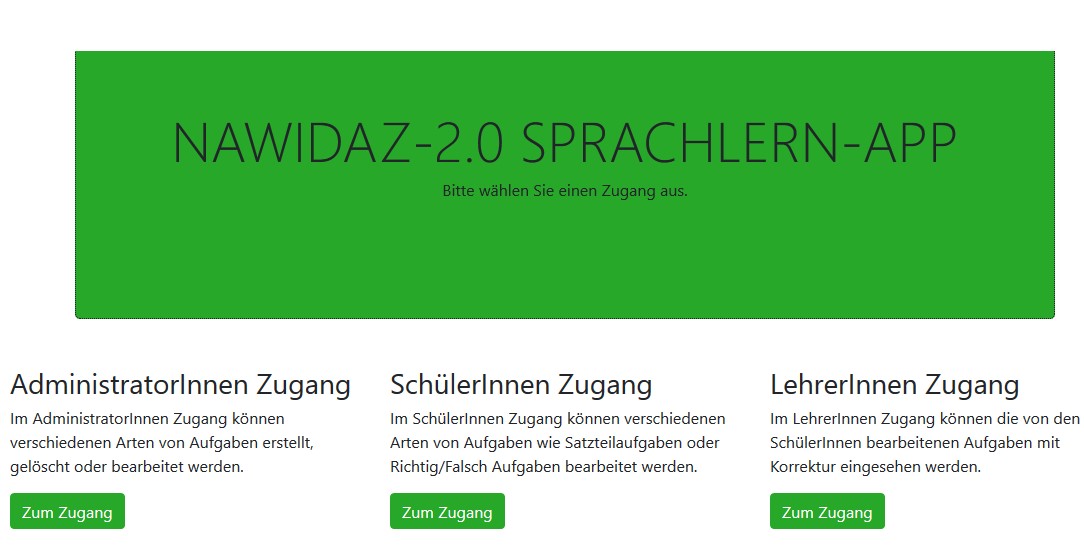 NAWIDAZ-2.0 SPRACHLERN-APP
Bitte wählen Sie einen Zugang aus.
AdministratorInnen Zugang
Im AdministratorInnen Zugang können
verschiedenen Arten von Aufgaben erstellt,
gelöscht oder bearbeitet werden.
Zum Zugang
SchülerInnen Zugang
Im SchülerInnen Zugang können verschiedenen
Arten von Aufgaben wie Satzteilaufgaben oder
Richtig/Falsch Aufgaben bearbeitet werden.
Zum Zugang
LehrerInnen Zugang
Im LehrerInnen Zugang können die von den
SchülerInnen bearbeitenen Aufgaben mit
Korrektur eingesehen werden.
Zum Zugang